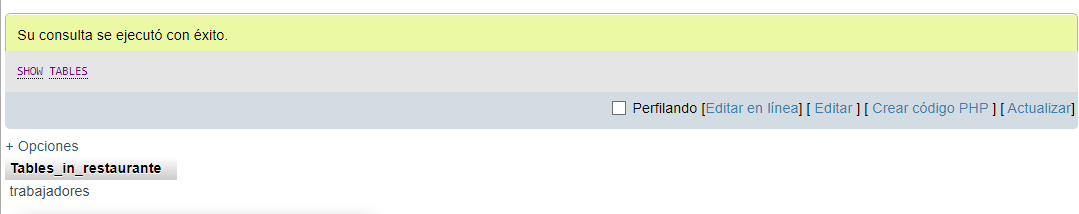 Su consulta se ejecutó con éxito.
SHOW TABLES
Perfilando [Editar en línea] [ Editar ] [ Crear código PHP ] [ Actualizar]
+ Opciones
Tables_in_restaurante
trabajadores